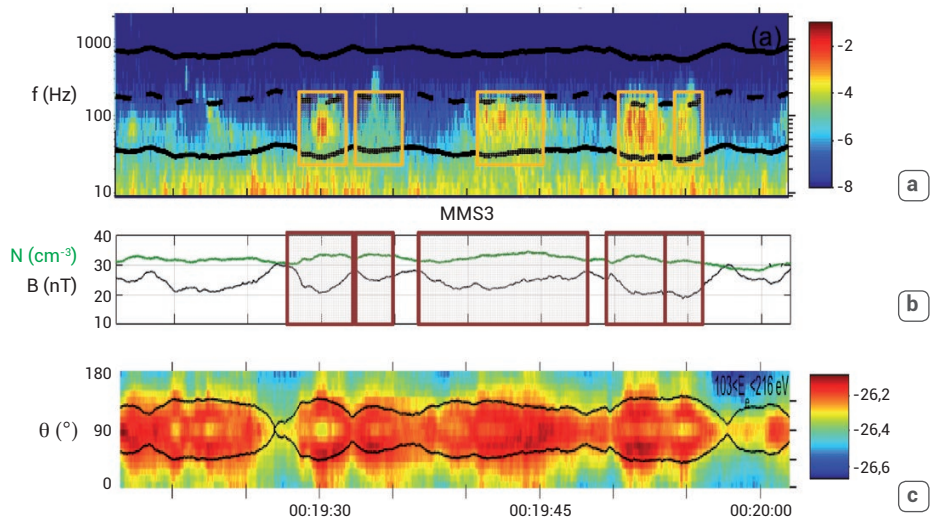 1000
(a)
-2
f (Hz)
100
-4
-6
10
-8
a
MMS3
40
N (cm-3)
30
B (nT)
20
10
b
180
103<Ee<216 eV
-26,2
θ (°)
90
-26,4
0
-26,6
c
00:19:30
00:19:45
00:20:00